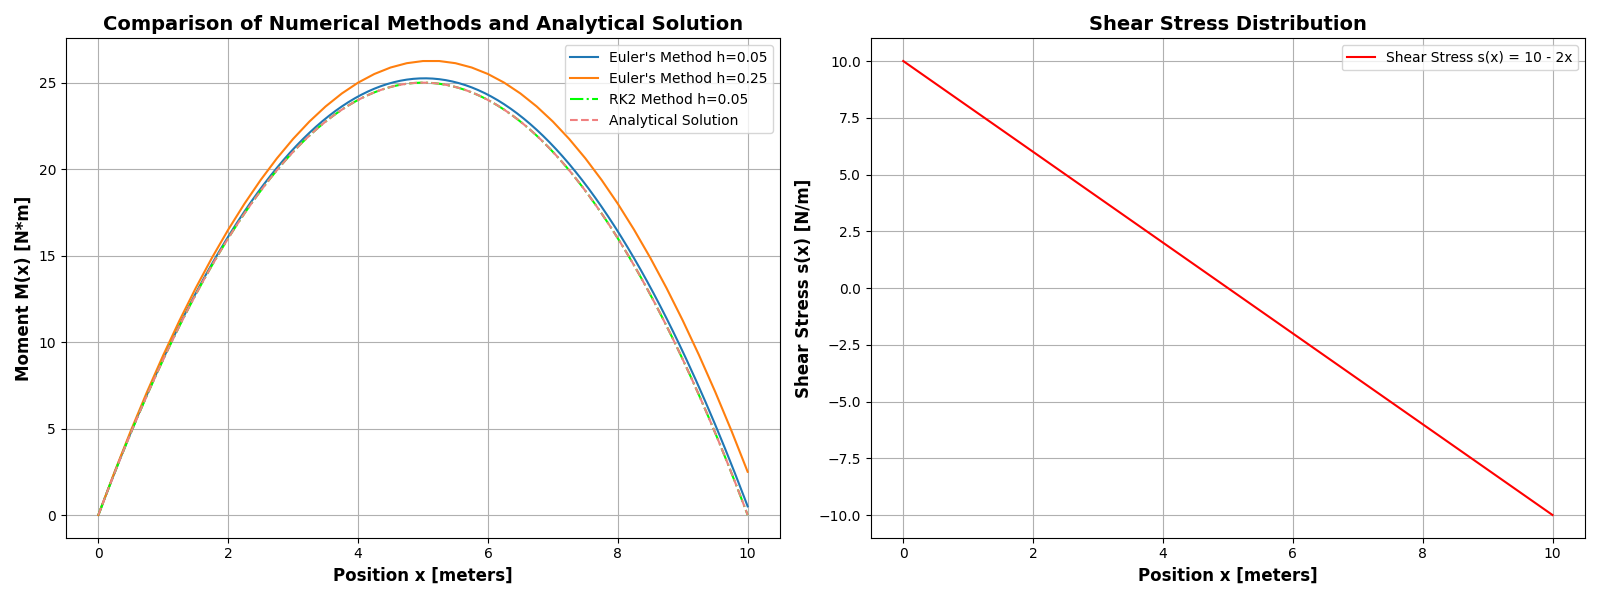 Comparison of Numerical Methods and Analytical Solution
Euler's Method h=0.05
Euler's Method h=0.25
RK2 Method h=0.05
Analytical Solution
Moment M(x) [N*m]
25
20
15
10
5
0
0 2 4 6 8 10
Position x [meters]
Shear Stress Distribution
Shear Stress s(x) = 10 - 2x
Shear Stress s(x) [N/m]
10.0
7.5
5.0
2.5
0.0
−2.5
−5.0
−7.5
−10.0
0 2 4 6 8 10
Position x [meters]